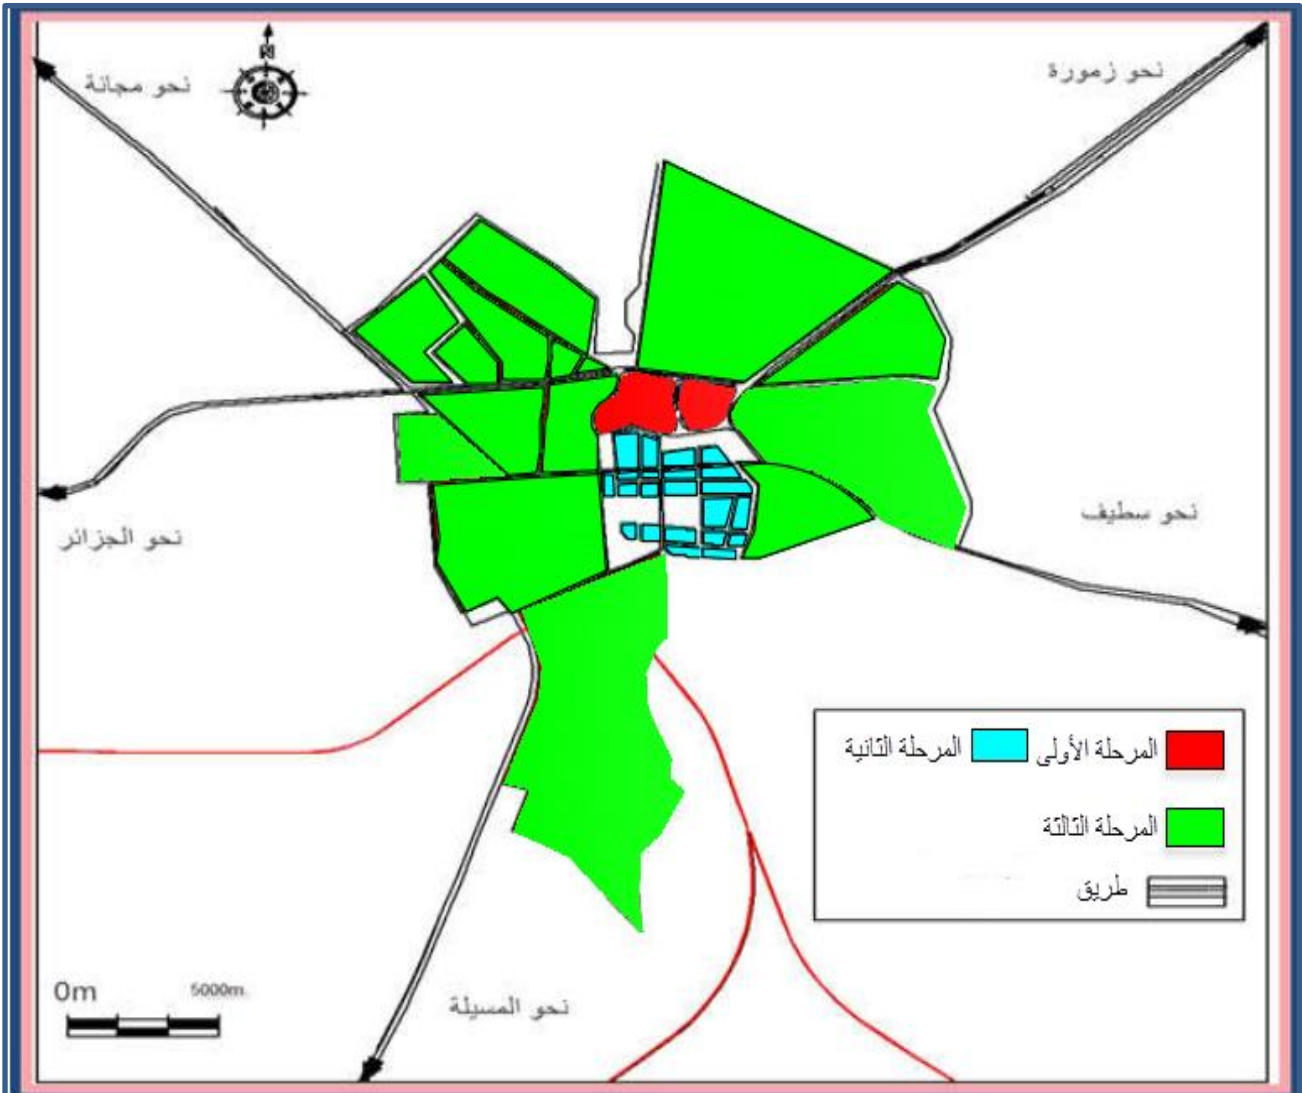 N
نحو مجانة
نحو زمورة
نحو سطيف
نحو الجزائر
المرحلة الأولى
المرحلة الثانية
المرحلة الثالثة
طريق
0m
5000m
نحو المسيلة